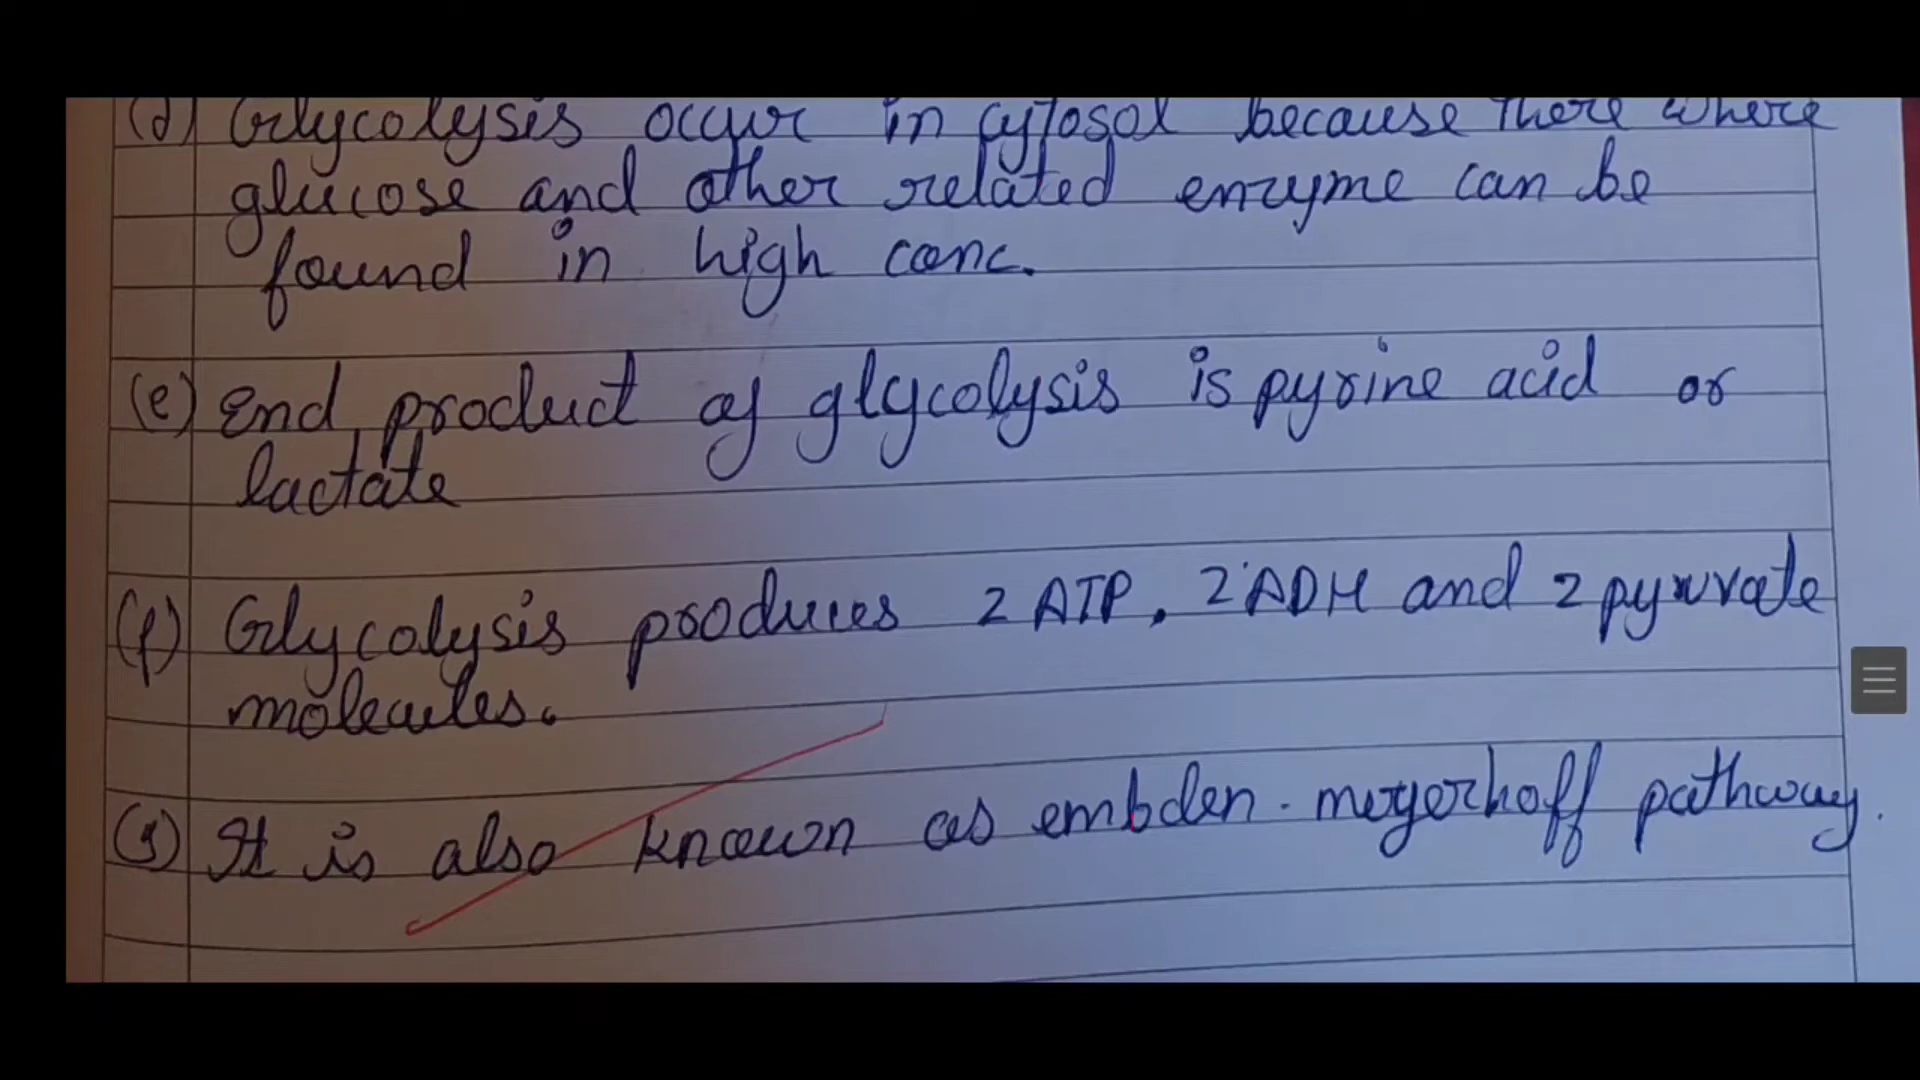 (d) Glycolysis occur in cytosol because there where
glucose and other related enzyme can be
found in high conc.
(e) End product of glycolysis is pyrine acid or
lactate
(f) Glycolysis produces 2 ATP, 2 ADH and 2 pyruvate
molecules.
(g) It is also known as embden - meyerhoff pathway.